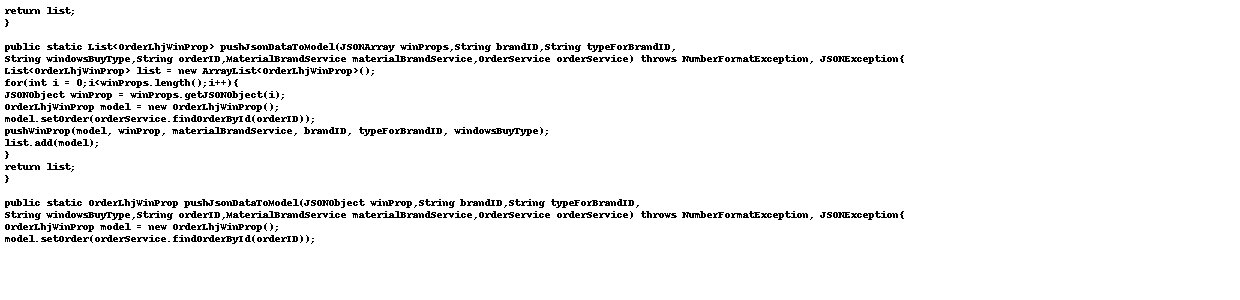 return list;
}

public static List<OrderLhjWinProp> pushJsonDataToModel(JSONArray winProps,String brandID,String typeForBrandID,
String windowsBuyType,String orderID,MaterialBrandService materialBrandService,OrderService orderService) throws NumberFormatException, JSONException{
List<OrderLhjWinProp> list = new ArrayList<OrderLhjWinProp>();
for(int i = 0;i<winProps.length();i++){
JSONObject winProp = winProps.getJSONObject(i);
OrderLhjWinProp model = new OrderLhjWinProp();
model.setOrder(orderService.findOrderById(orderID));
pushWinProp(model, winProp, materialBrandService, brandID, typeForBrandID, windowsBuyType);
list.add(model);
}
return list;
}

public static OrderLhjWinProp pushJsonDataToModel(JSONObject winProp,String brandID,String typeForBrandID,
String windowsBuyType,String orderID,MaterialBrandService materialBrandService,OrderService orderService) throws NumberFormatException, JSONException{
OrderLhjWinProp model = new OrderLhjWinProp();
model.setOrder(orderService.findOrderById(orderID));